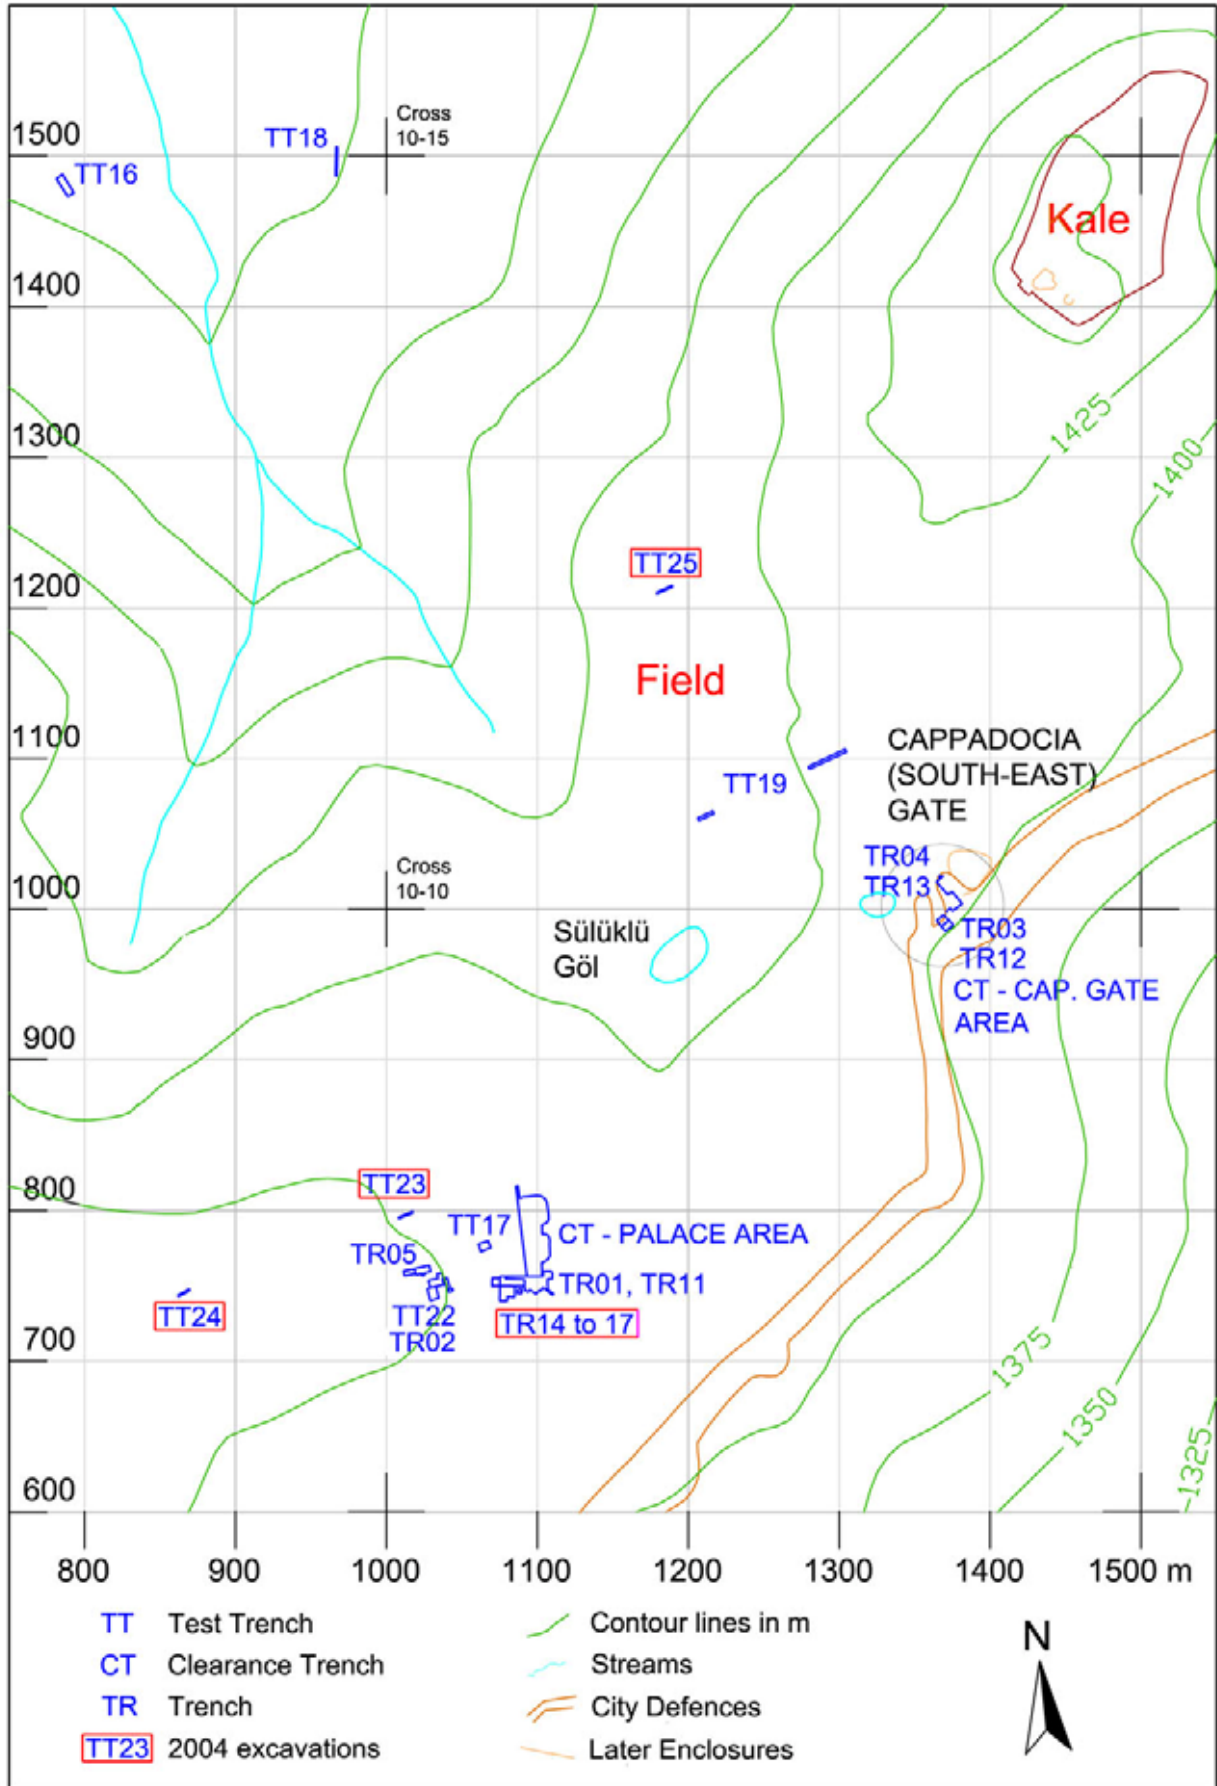 Cross
10-15
1500
TT18
TT16
Kale
1400
1425
1300
1400
TT25
1200
Field
1100
CAPPADOCIA
(SOUTH-EAST)
GATE
TT19
TR04
TR13
Cross
10-10
1000
Sülüklü
Göl
TR03
TR12
CT - CAP. GATE
AREA
900
TT23
800
TT17
CT - PALACE AREA
TR05
TR01, TR11
TT24
TT22
TR02
TR14 to 17
700
1375
1350
1325
600
800 900 1000 1100 1200 1300 1400 1500 m
TT Test Trench
CT Clearance Trench
TR Trench
TT23 2004 excavations
Contour lines in m
Streams
City Defences
Later Enclosures
N